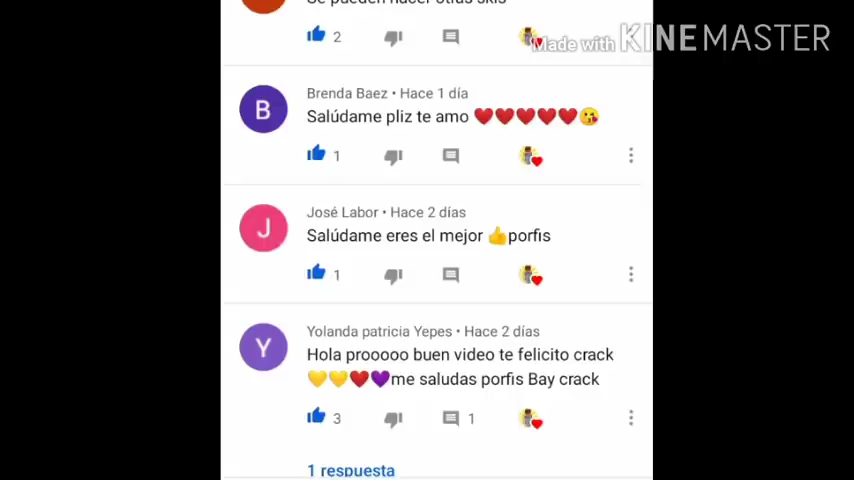 Se pueden hacer otras skis
2
Made with KINEMASTER
B
Brenda Baez • Hace 1 día
Salúdame pliz te amo ❤️❤️❤️❤️❤️😘
1
J
José Labor • Hace 2 días
Salúdame eres el mejor 👍porfis
1
Y
Yolanda patricia Yepes • Hace 2 días
Hola prooooo buen video te felicito crack
💛💛❤️💜me saludas porfis Bay crack
3
1
1 respuesta